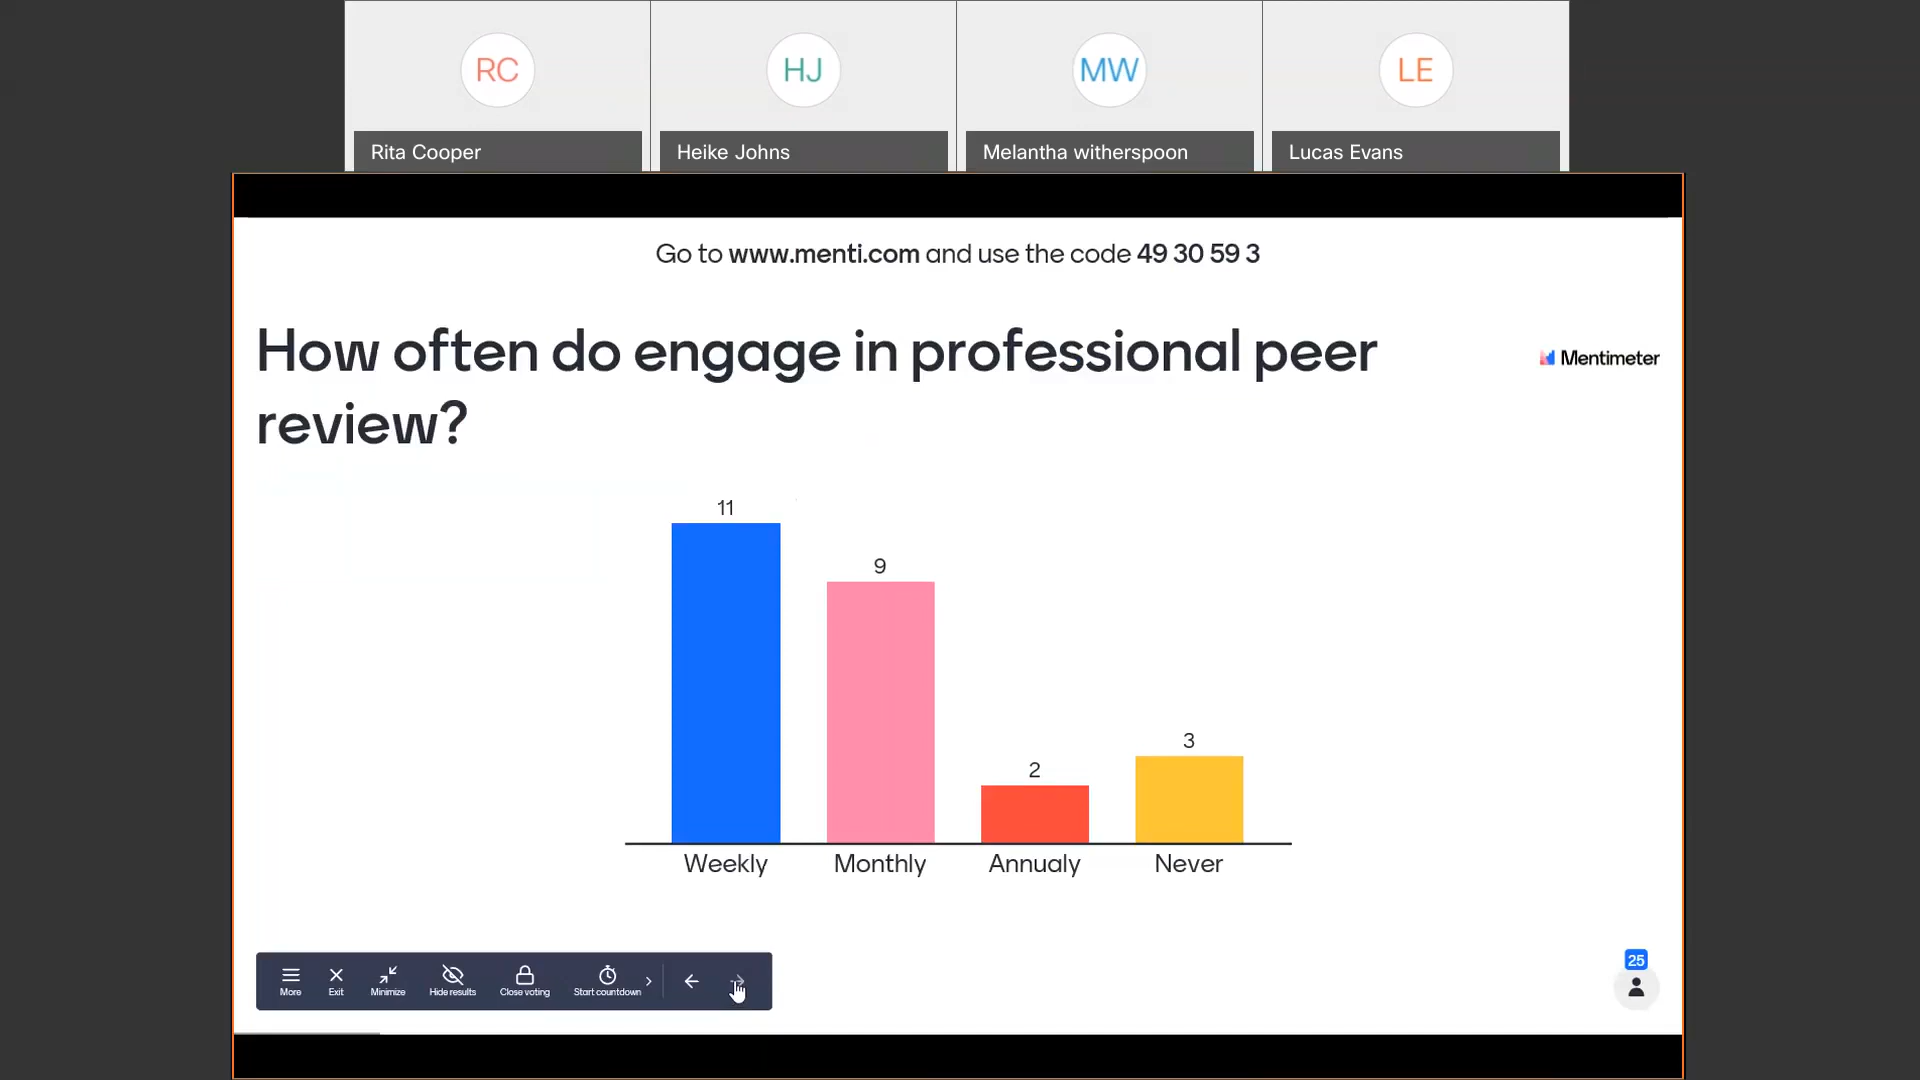 RC
HJ
MW
LE
Rita Cooper
Heike Johns
Melantha witherspoon
Lucas Evans
Go to www.menti.com and use the code 49 30 59 3
How often do engage in professional peer
review?
Mentimeter
11
9
2
3
Weekly
Monthly
Annualy
Never
More
Exit
Minimize
Hide results
Close voting
Start countdown
25